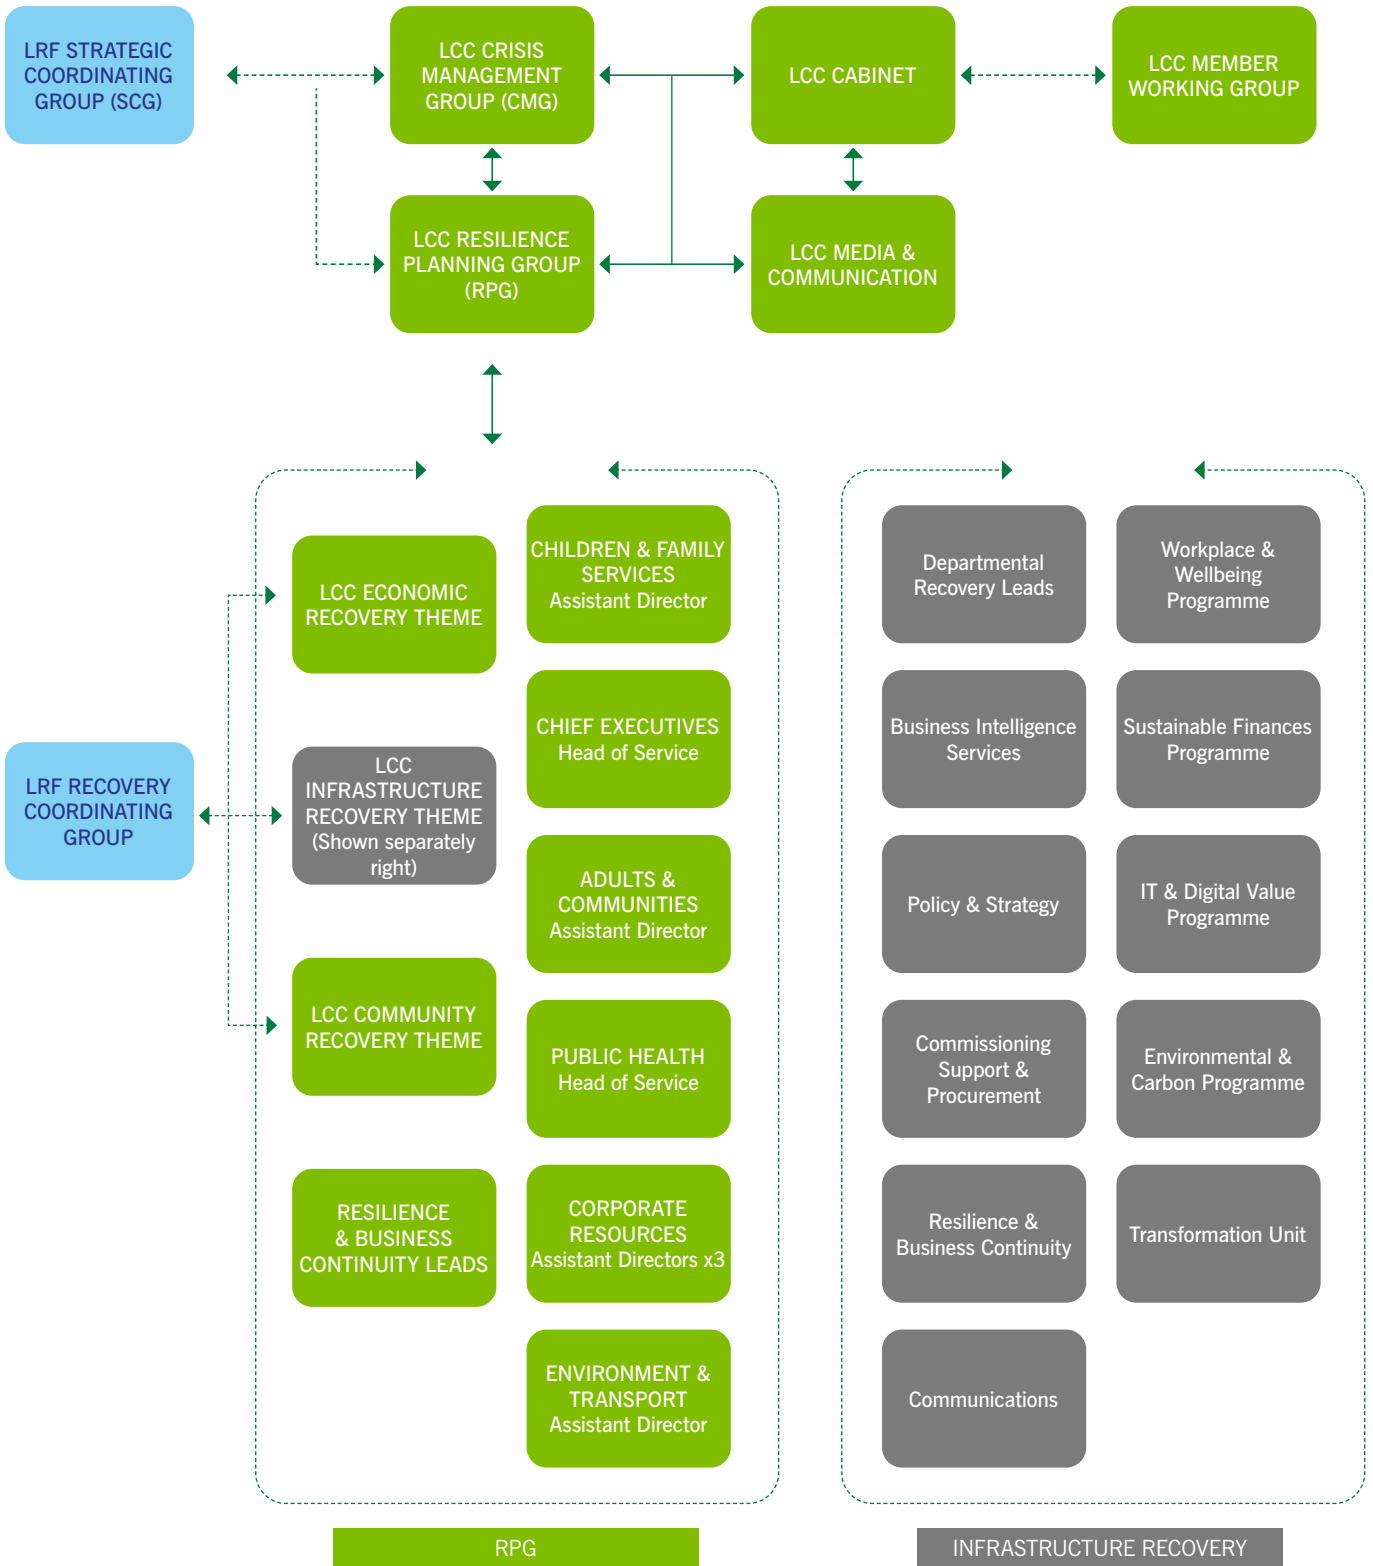 LRF STRATEGIC
COORDINATING
GROUP (SCG)
LCC CRISIS
MANAGEMENT
GROUP (CMG)
LCC CABINET
LCC MEMBER
WORKING GROUP
LCC RESILIENCE
PLANNING GROUP
(RPG)
LCC MEDIA &
COMMUNICATION
LRF RECOVERY
COORDINATING
GROUP
LCC ECONOMIC
RECOVERY THEME
LCC
INFRASTRUCTURE
RECOVERY THEME
(Shown separately
right)
LCC COMMUNITY
RECOVERY THEME
RESILIENCE
& BUSINESS
CONTINUITY LEADS
CHILDREN & FAMILY
SERVICES
Assistant Director
CHIEF EXECUTIVES
Head of Service
ADULTS &
COMMUNITIES
Assistant Director
PUBLIC HEALTH
Head of Service
CORPORATE
RESOURCES
Assistant Directors x3
ENVIRONMENT &
TRANSPORT
Assistant Director
RPG
Departmental
Recovery Leads
Business Intelligence
Services
Policy & Strategy
Commissioning
Support &
Procurement
Resilience &
Business Continuity
Communications
Workplace &
Wellbeing
Programme
Sustainable Finances
Programme
IT & Digital Value
Programme
Environmental &
Carbon Programme
Transformation Unit
INFRASTRUCTURE RECOVERY